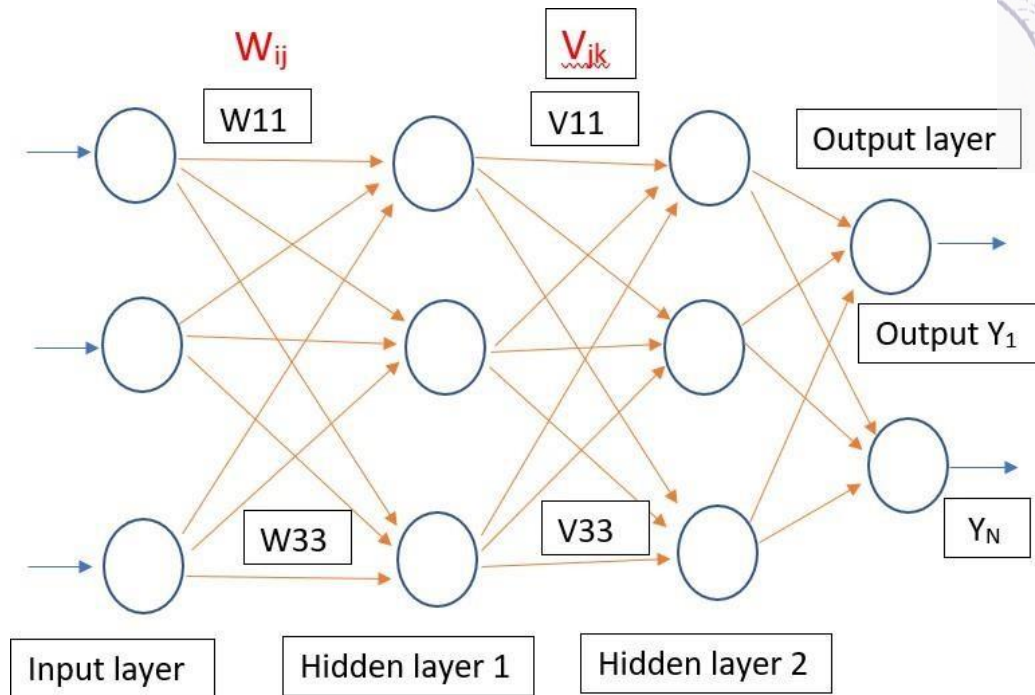 Wij
Vjk
W11
V11
Output layer
Output Y1
W33
V33
YN
Input layer
Hidden layer 1
Hidden layer 2